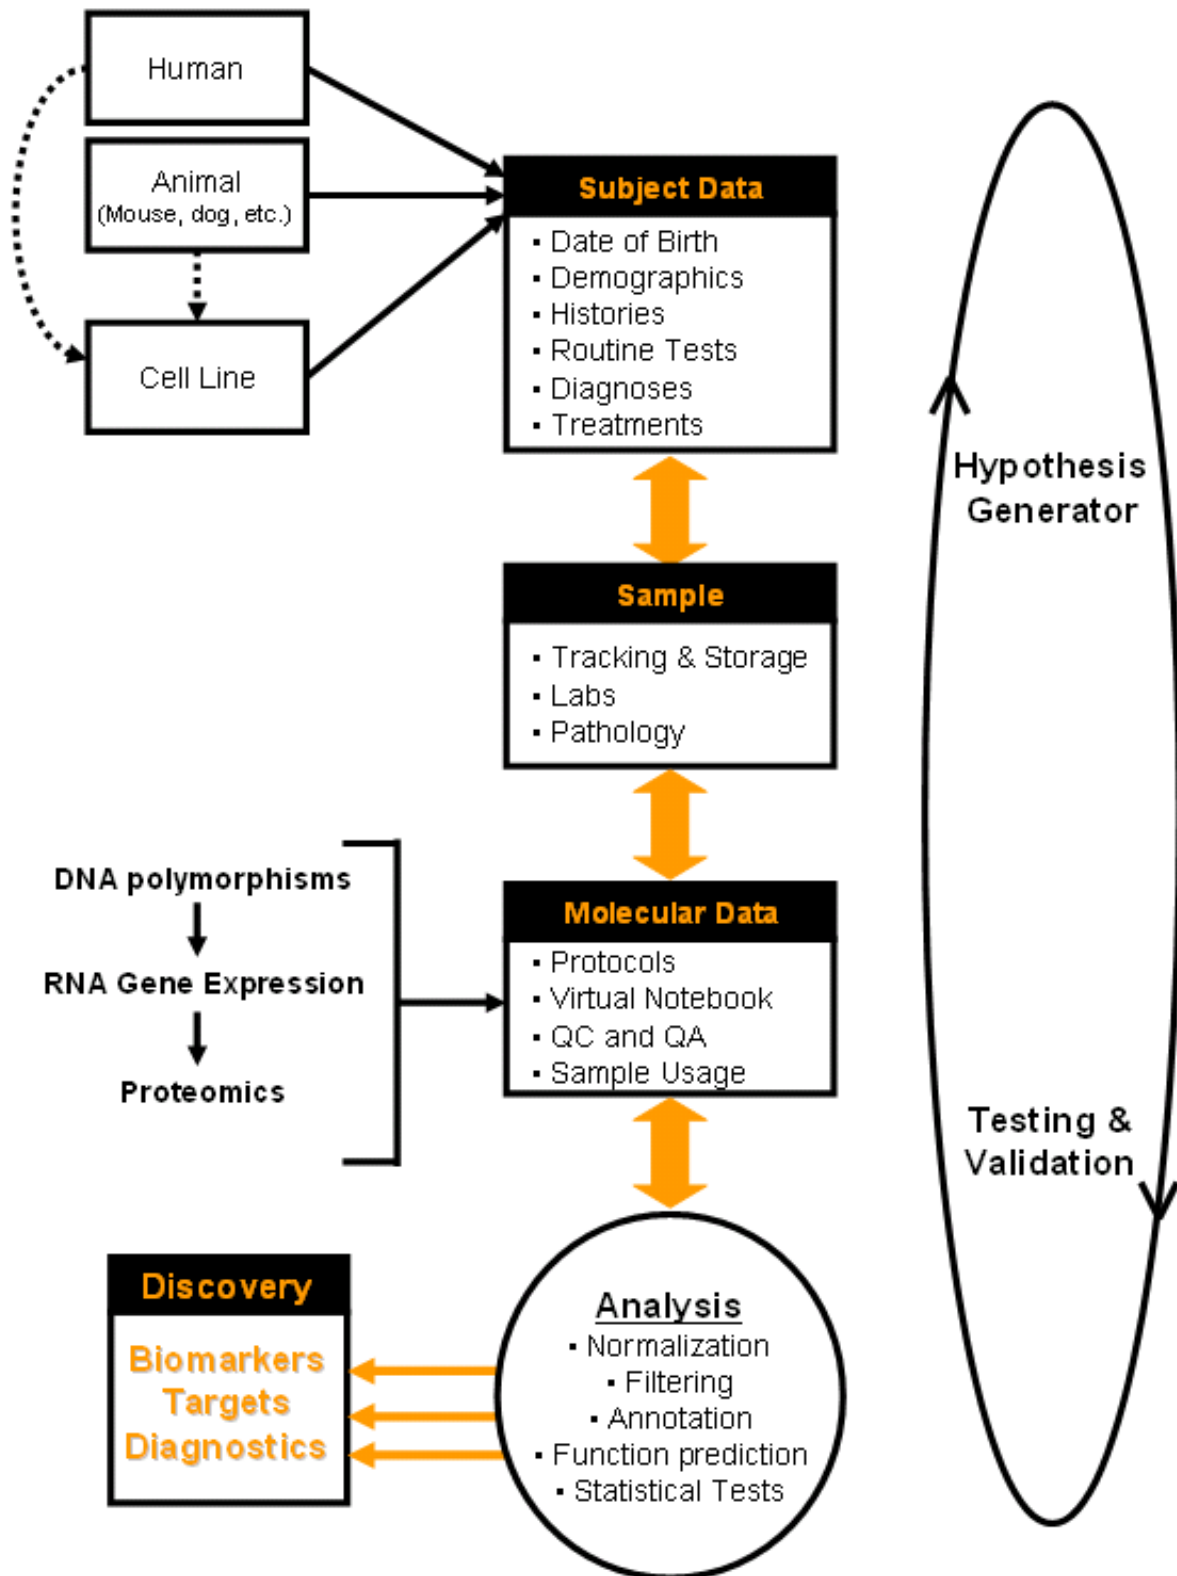 Human
Animal
(Mouse, dog, etc.)
Cell Line
Subject Data
▪ Date of Birth
▪ Demographics
▪ Histories
▪ Routine Tests
▪ Diagnoses
▪ Treatments
Hypothesis
Generator
Sample
▪ Tracking & Storage
▪ Labs
▪ Pathology
DNA polymorphisms
RNA Gene Expression
Proteomics
Molecular Data
▪ Protocols
▪ Virtual Notebook
▪ QC and QA
▪ Sample Usage
Testing &
Validation
Discovery
Biomarkers
Targets
Diagnostics
Analysis
▪ Normalization
▪ Filtering
▪ Annotation
▪ Function prediction
▪ Statistical Tests